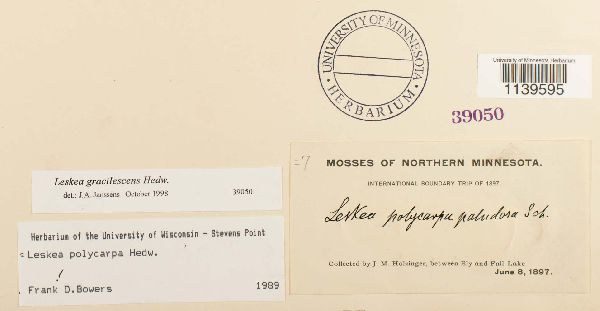 UNIVERSITY OF MINNESOTA
HERBARIUM
University of Minnesota Herbarium
1139595
39050
Leskea gracilescens Hedw.
det.: J.A. Janssens October 1998 39050
Herbarium of the University of Wisconsin - Stevens Point
= Leskea polycarpa Hedw.
!
Frank D. Bowers 1989
=7
MOSSES OF NORTHERN MINNESOTA.
INTERNATIONAL BOUNDARY TRIP OF 1897.
Leskea polycarpa paludosa Sch.
Collected by J. M. Holzinger, between Ely and Fall Lake
June 8, 1897.